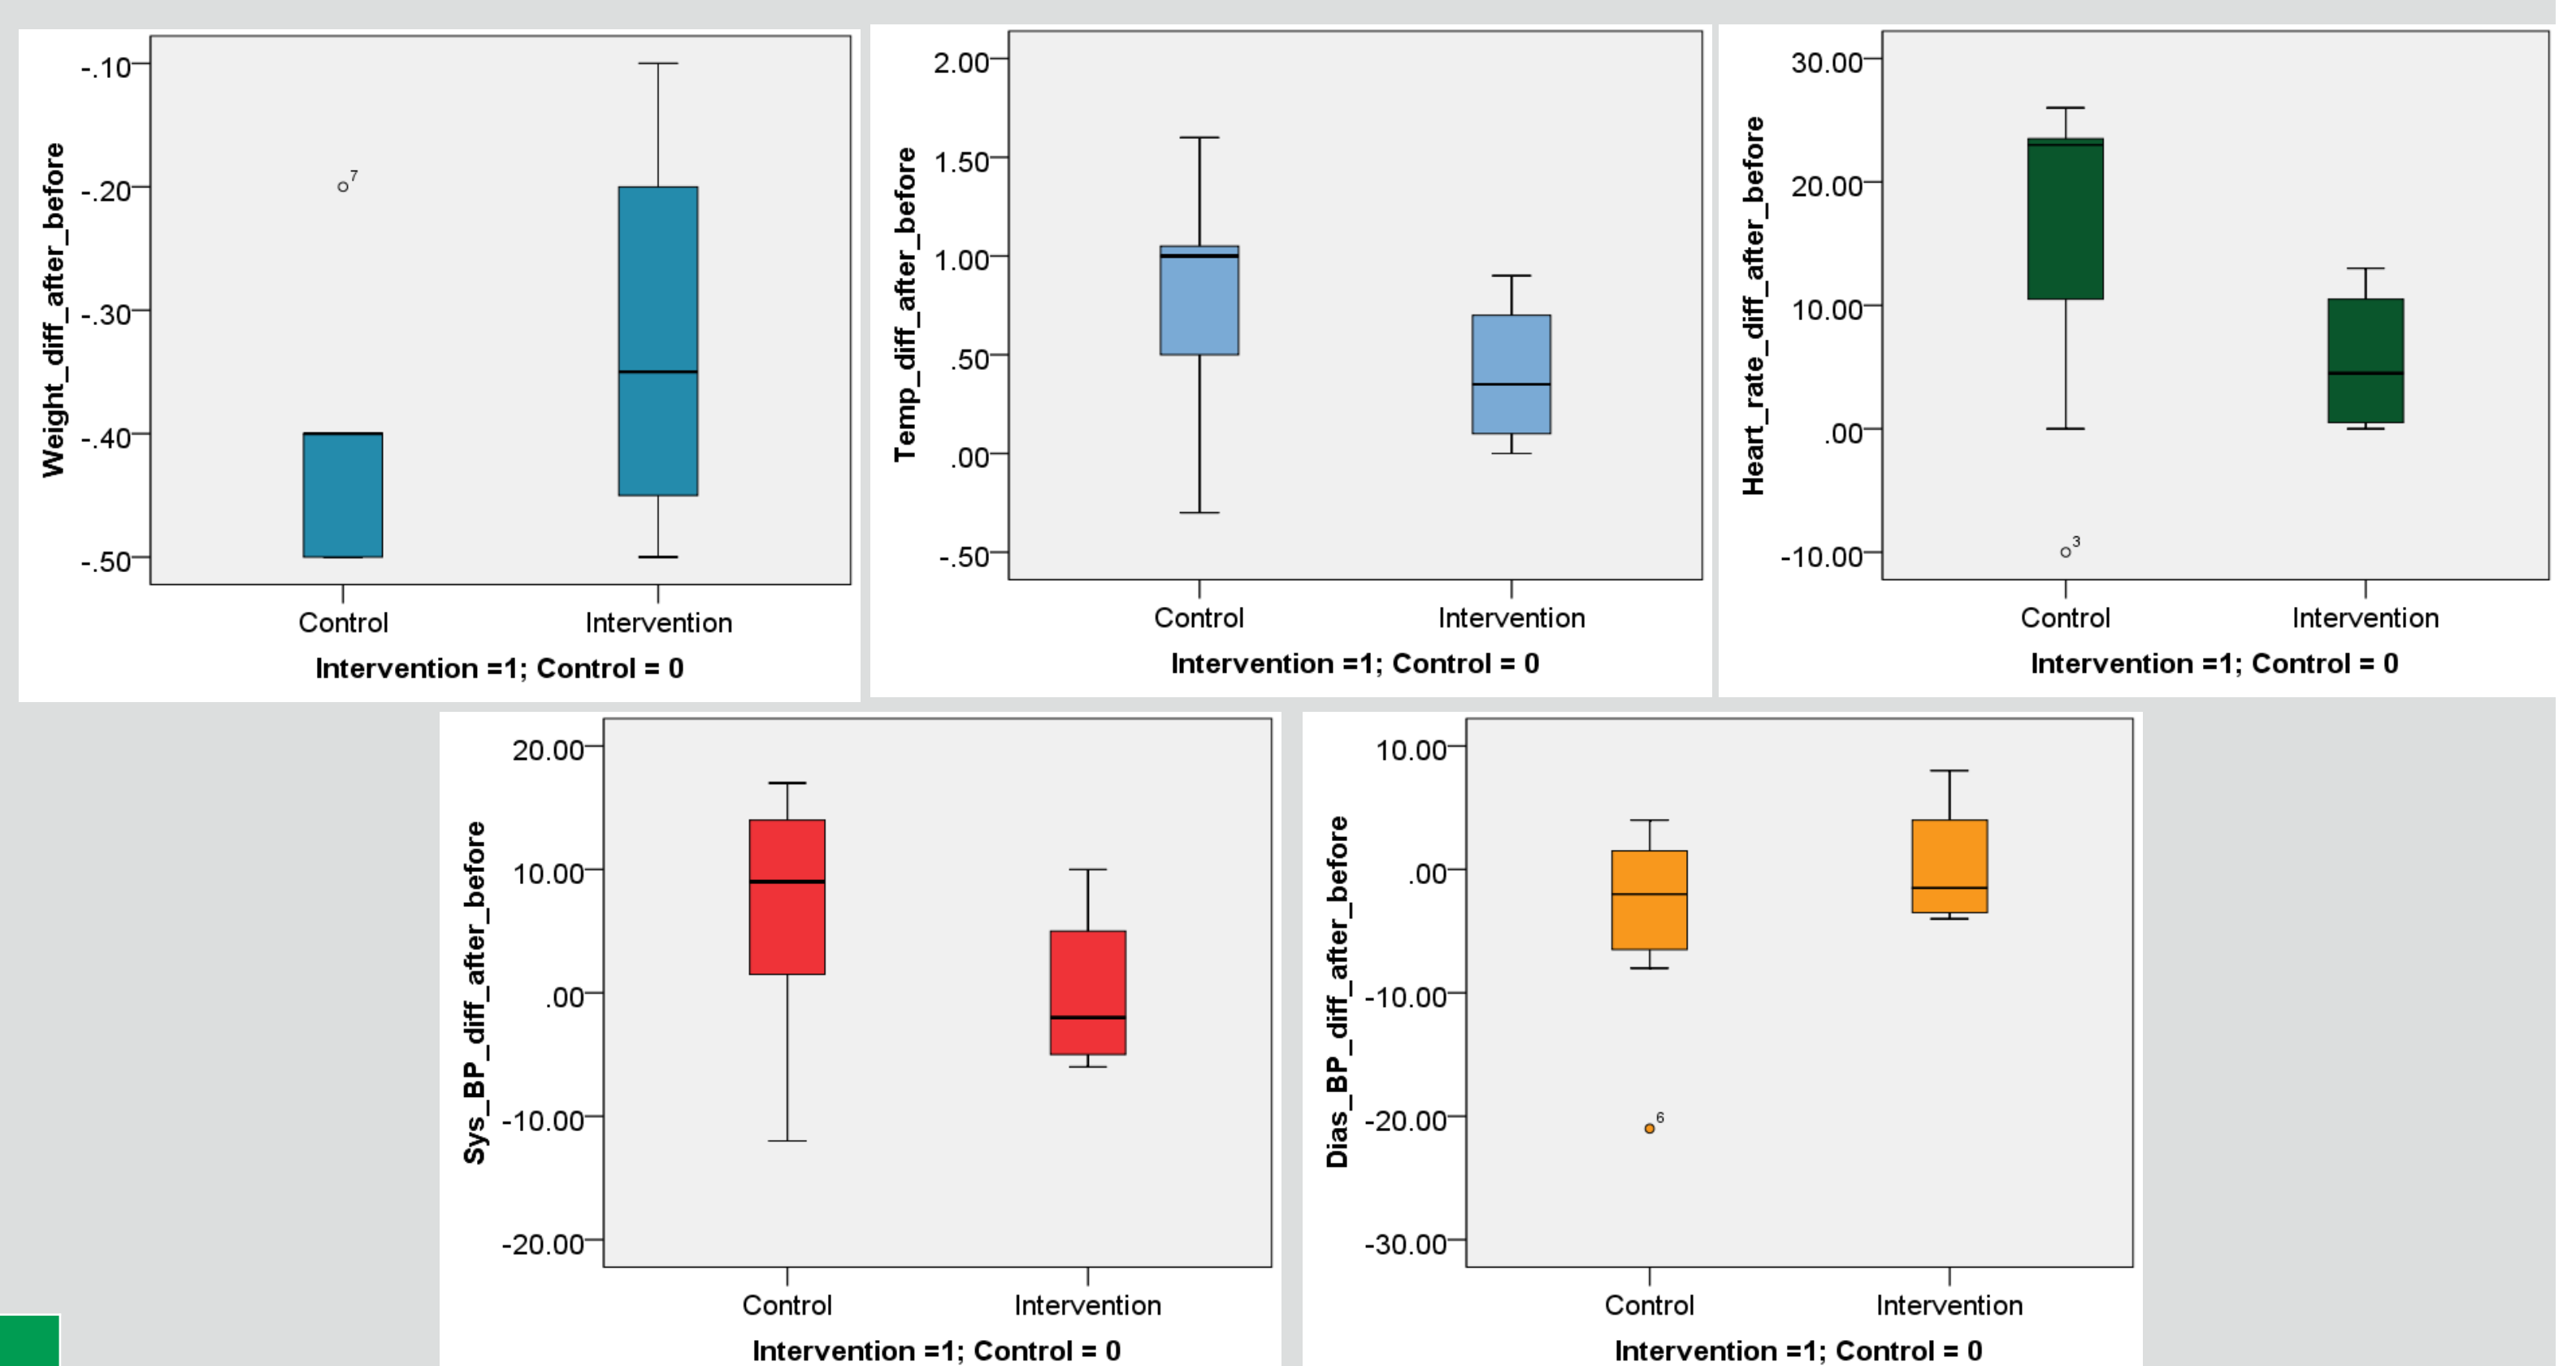 Weight_diff_after_before
-.10
-.20
-.30
-.40
-.50
7
Control
Intervention
Intervention =1; Control = 0
Temp_diff_after_before
2.00
1.50
1.00
.50
.00
-.50
Control
Intervention
Intervention =1; Control = 0
Heart_rate_diff_after_before
30.00
20.00
10.00
.00
-10.00
3
Control
Intervention
Intervention =1; Control = 0
Sys_BP_diff_after_before
20.00
10.00
.00
-10.00
-20.00
Control
Intervention
Intervention =1; Control = 0
Dias_BP_diff_after_before
10.00
.00
-10.00
-20.00
-30.00
6
Control
Intervention
Intervention =1; Control = 0